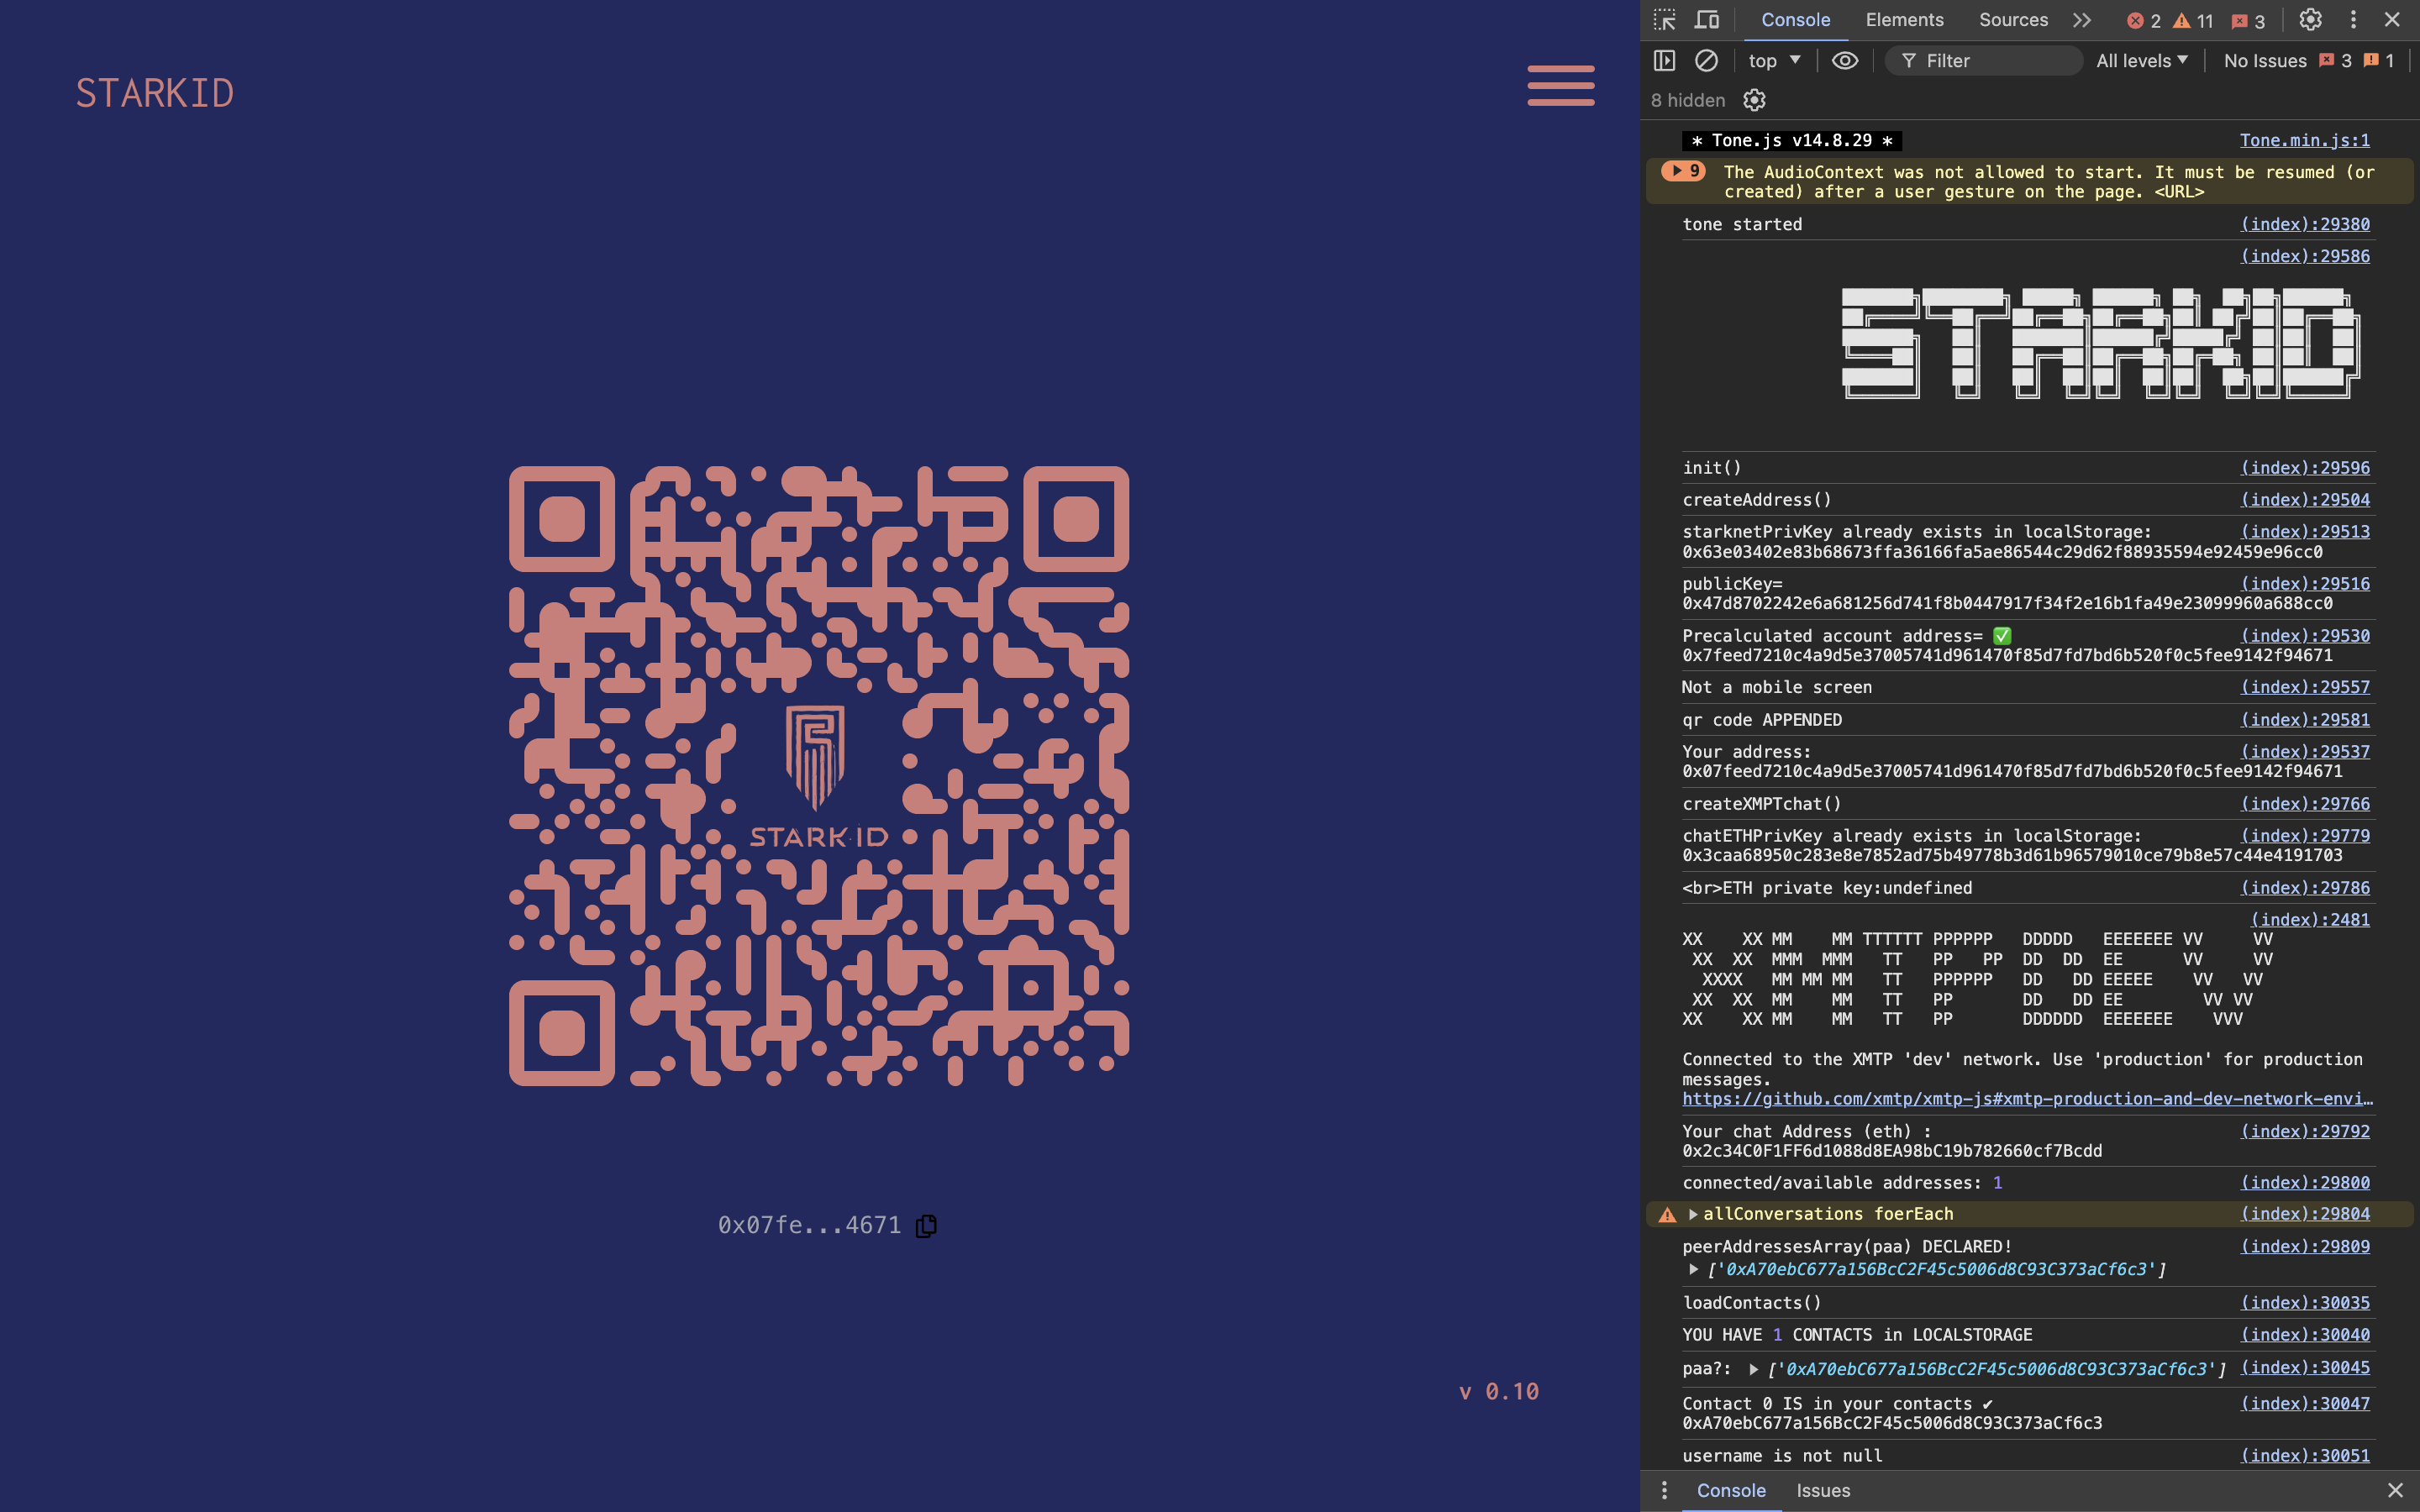 STARKID
STARK·ID
0x07fe...4671
v 0.10
Console Elements Sources 2 11 3
top Filter All levels No Issues 3 1
8 hidden
* Tone.js v14.8.29 * Tone.min.js:1
9 The AudioContext was not allowed to start. It must be resumed (or
created) after a user gesture on the page. <URL>
tone started (index):29380
(index):29586
STARKID
init() (index):29596
createAddress() (index):29504
starknetPrivKey already exists in localStorage: (index):29513
0x63e03402e83b68673ffa36166fa5ae86544c29d62f88935594e92459e96cc0
publicKey= (index):29516
0x47d8702242e6a681256d741f8b0447917f34f2e16b1fa49e23099960a688cc0
Precalculated account address= ✅ (index):29530
0x7feed7210c4a9d5e37005741d961470f85d7fd7bd6b520f0c5fee9142f94671
Not a mobile screen (index):29557
qr code APPENDED (index):29581
Your address: (index):29537
0x07feed7210c4a9d5e37005741d961470f85d7fd7bd6b520f0c5fee9142f94671
createXMPTchat() (index):29766
chatETHPrivKey already exists in localStorage: (index):29779
0x3caa68950c283e8e7852ad75b49778b3d61b96579010ce79b8e57c44e4191703
<br>ETH private key:undefined (index):29786
(index):2481
XX    XX MM    MM TTTTTT PPPPPP   DDDDD   EEEEEEE VV     VV
 XX  XX  MMM  MMM   TT   PP   PP  DD  DD  EE      VV     VV
  XXXX   MM MM MM   TT   PPPPPP   DD   DD EEEEE    VV   VV
 XX  XX  MM    MM   TT   PP       DD   DD EE        VV VV
XX    XX MM    MM   TT   PP       DDDDDD  EEEEEEE    VVV
Connected to the XMTP 'dev' network. Use 'production' for production
messages.
https://github.com/xmtp/xmtp-js#xmtp-production-and-dev-network-envi…
Your chat Address (eth) : (index):29792
0x2c34C0F1FF6d1088d8EA98bC19b782660cf7Bcdd
connected/available addresses: 1 (index):29800
allConversations foerEach (index):29804
peerAddressesArray(paa) DECLARED! (index):29809
['0xA70ebC677a156BcC2F45c5006d8C93C373aCf6c3']
loadContacts() (index):30035
YOU HAVE 1 CONTACTS in LOCALSTORAGE (index):30040
paa?: ['0xA70ebC677a156BcC2F45c5006d8C93C373aCf6c3'] (index):30045
Contact 0 IS in your contacts ✔ (index):30047
0xA70ebC677a156BcC2F45c5006d8C93C373aCf6c3
username is not null (index):30051
Console Issues